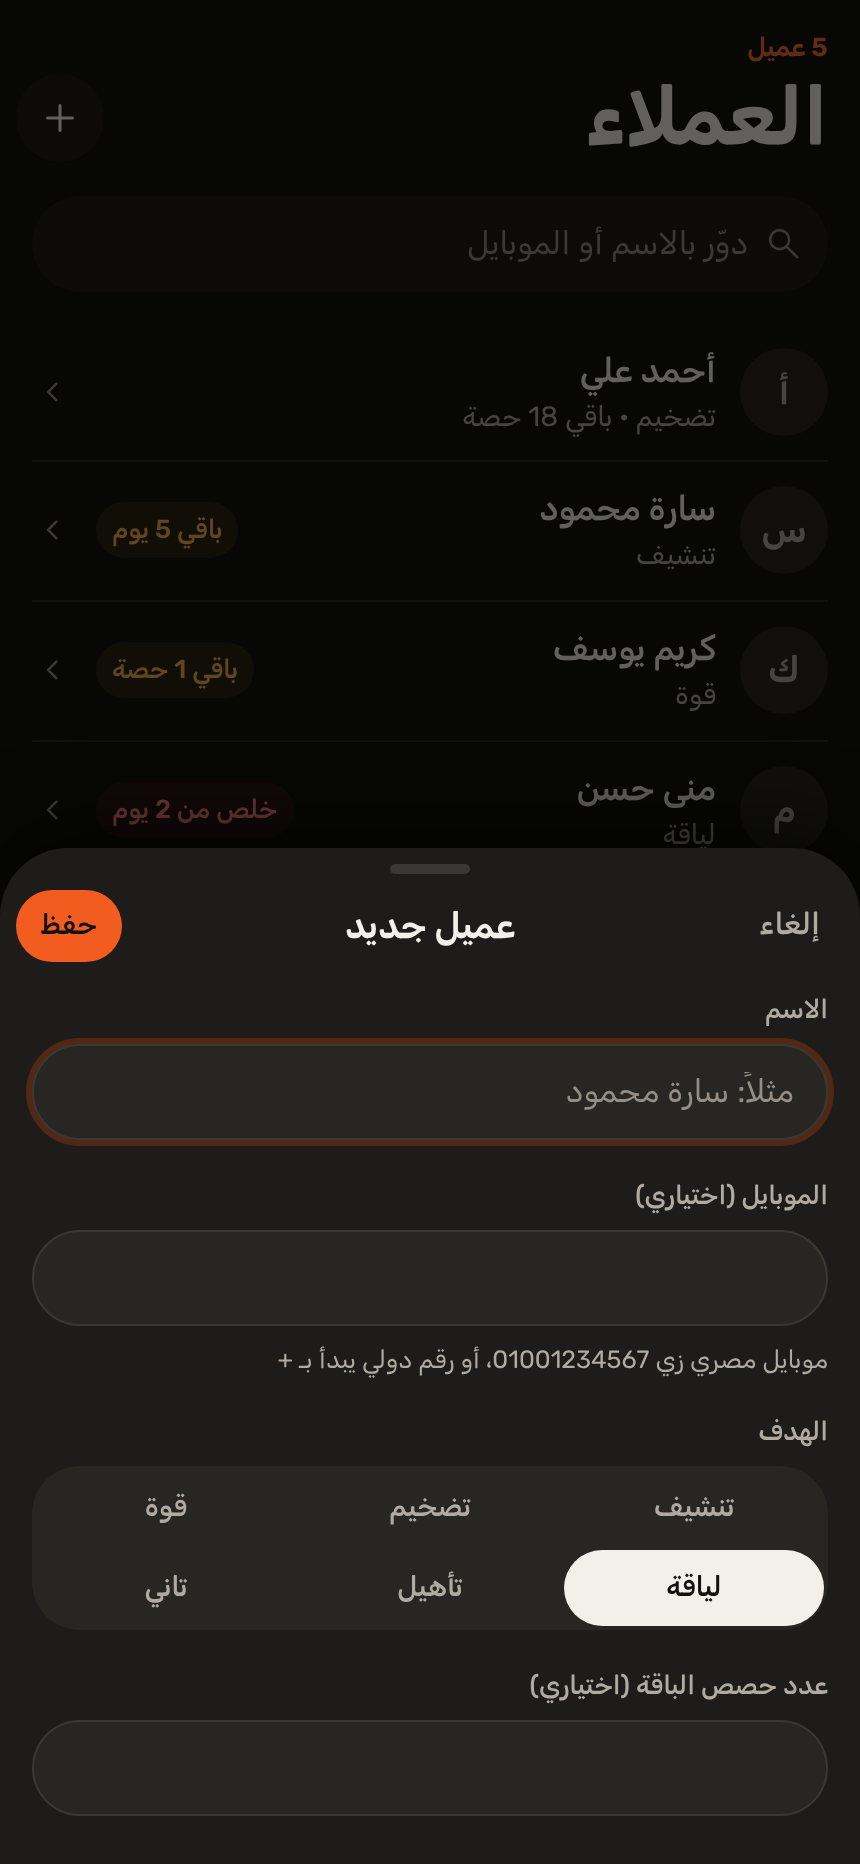 5 عميل
العملاء
دوّر بالاسم أو الموبايل
أ
أحمد علي
تضخيم • باقي 18 حصة
س
سارة محمود
تنشيف
باقي 5 يوم
ك
كريم يوسف
قوة
باقي 1 حصة
م
منى حسن
لياقة
خلص من 2 يوم
إلغاء
عميل جديد
حفظ
الاسم
مثلاً: سارة محمود
الموبايل (اختياري)
موبايل مصري زي 01001234567، أو رقم دولي يبدأ بـ +
الهدف
تنشيف تضخيم قوة
لياقة تأهيل تاني
عدد حصص الباقة (اختياري)